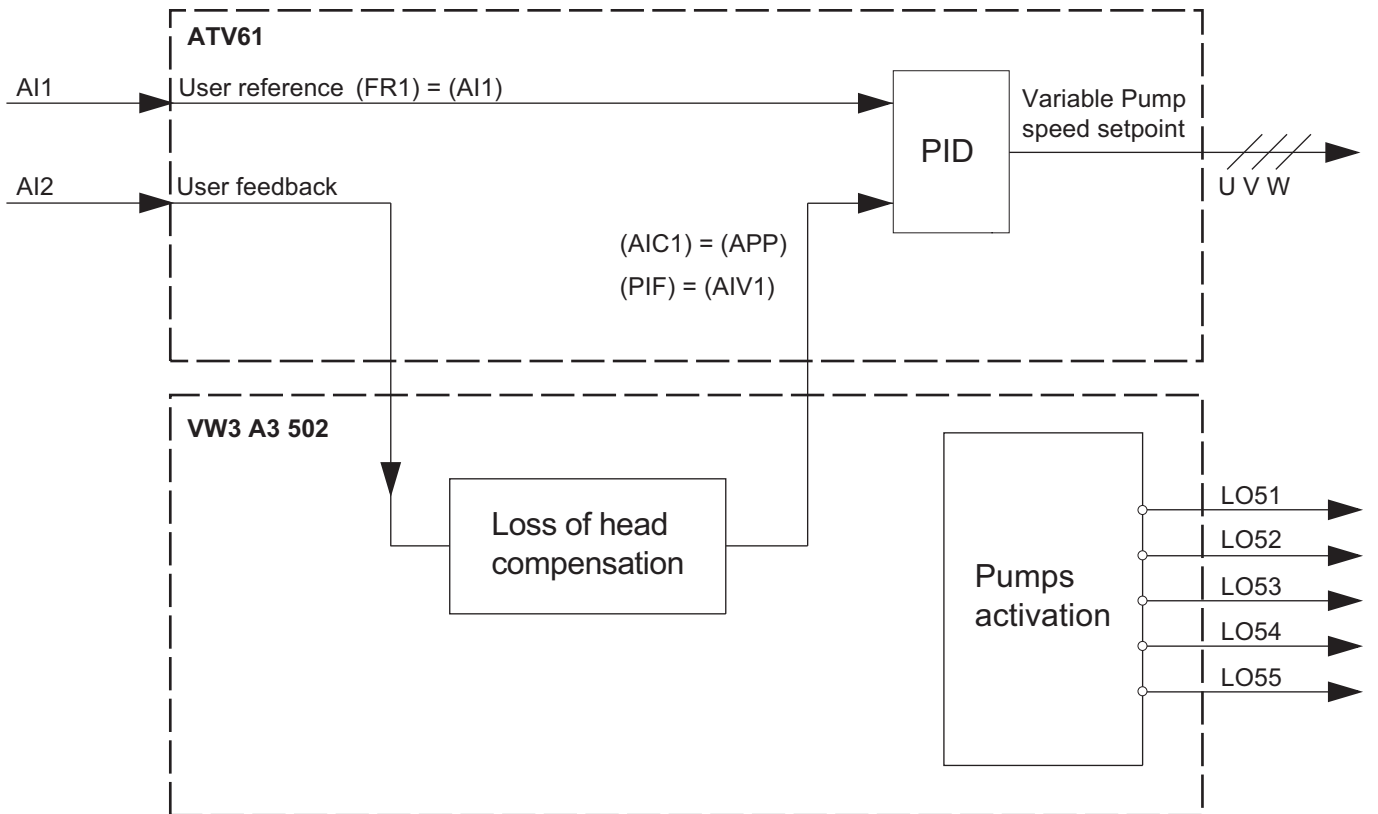 ATV61
AI1
User reference (FR1) = (AI1)
Variable Pump
speed setpoint
PID
AI2
User feedback
U V W
(AIC1) = (APP)
(PIF) = (AIV1)
VW3 A3 502
Loss of head
compensation
Pumps
activation
LO51
LO52
LO53
LO54
LO55